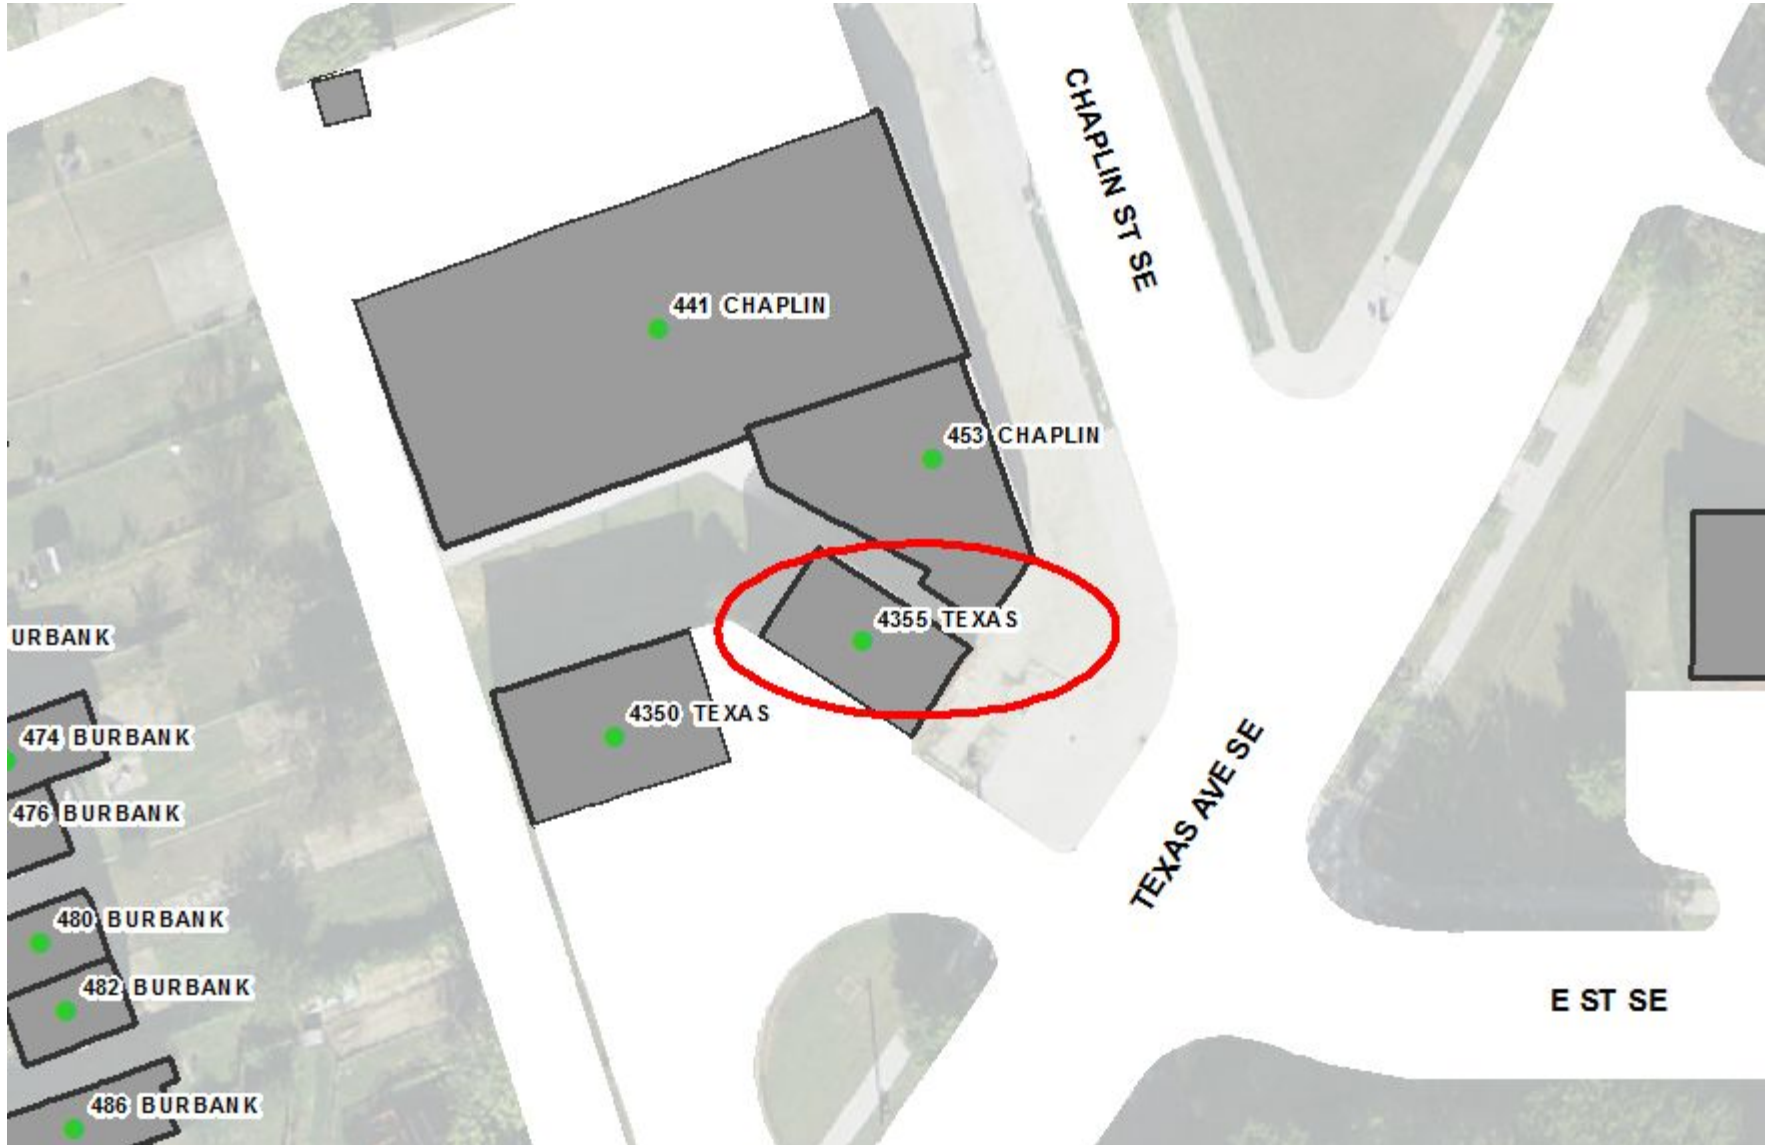 CHAPLIN ST SE
441 CHAPLIN
453 CHAPLIN
4355 TEXAS
URBANK
4350 TEXAS
474 BURBANK
TEXAS AVE SE
476 BURBANK
480 BURBANK
482 BURBANK
E ST SE
486 BURBANK